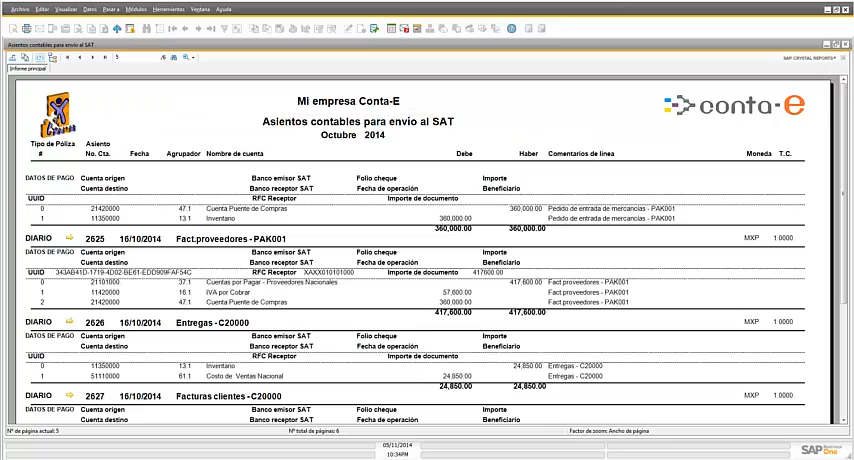 Archivo Editar Visualizar Datos Pasar a Módulos Herramientas Ventana Ayuda
Asientos contables para envío al SAT
5 /6 SAP CRYSTAL REPORTS®
Informe principal
Mi empresa Conta-E
conta-e
Asientos contables para envío al SAT
Octubre 2014
Tipo de Póliza Asiento
# No. Cta. Fecha Agrupador Nombre de cuenta Debe Haber Comentarios de línea Moneda T.C.
DATOS DE PAGO Cuenta origen Banco emisor SAT Folio cheque Importe
Cuenta destino Banco receptor SAT Fecha de operación Beneficiario
UUID RFC Receptor Importe de documento
0 21420000 47.1 Cuenta Puente de Compras 360,000.00 Pedido de entrada de mercancías - PAK001
1 11350000 13.1 Inventario 360,000.00 Pedido de entrada de mercancías - PAK001
360,000.00 360,000.00
DIARIO 2625 16/10/2014 Fact.proveedores - PAK001 MXP 1.0000
DATOS DE PAGO Cuenta origen Banco emisor SAT Folio cheque Importe
Cuenta destino Banco receptor SAT Fecha de operación Beneficiario
UUID 343AB41D-1719-4D02-BE61-EDD909FAF54C RFC Receptor XAXX010101000 Importe de documento 417600.00
0 21101000 37.1 Cuentas por Pagar - Proveedores Nacionales 417,600.00 Fact.proveedores - PAK001
1 11420000 16.1 IVA por Cobrar 57,600.00 Fact.proveedores - PAK001
2 21420000 47.1 Cuenta Puente de Compras 360,000.00 Fact.proveedores - PAK001
417,600.00 417,600.00
DIARIO 2626 16/10/2014 Entregas - C20000 MXP 1.0000
DATOS DE PAGO Cuenta origen Banco emisor SAT Folio cheque Importe
Cuenta destino Banco receptor SAT Fecha de operación Beneficiario
UUID RFC Receptor Importe de documento
0 11350000 13.1 Inventario 24,850.00 Entregas - C20000
1 51110000 61.1 Costo de Ventas Nacional 24,850.00 Entregas - C20000
24,850.00 24,850.00
DIARIO 2627 16/10/2014 Facturas clientes - C20000 MXP 1.0000
DATOS DE PAGO Cuenta origen Banco emisor SAT Folio cheque Importe
Cuenta destino Banco receptor SAT Fecha de operación Beneficiario
Nº de página actual: 5 Nº total de páginas: 6 Factor de zoom: Ancho de página
05/11/2014
10:34PM
SAP Business One